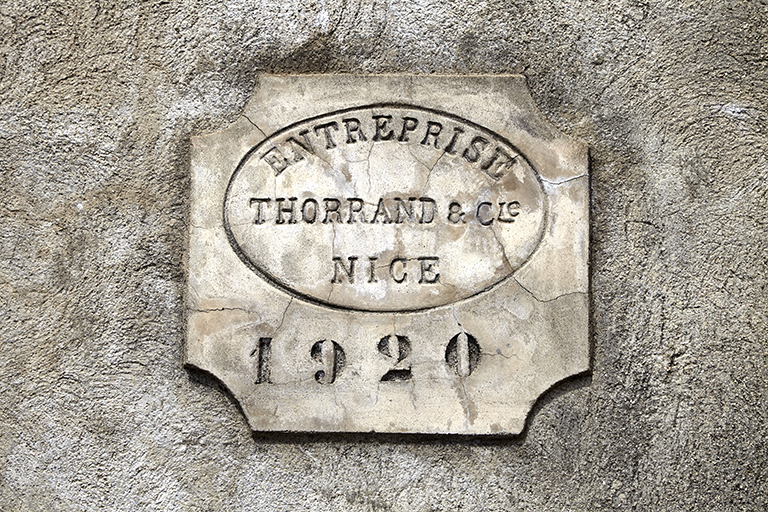 ENTREPRISE
THORRAND & Cie
NICE
1920